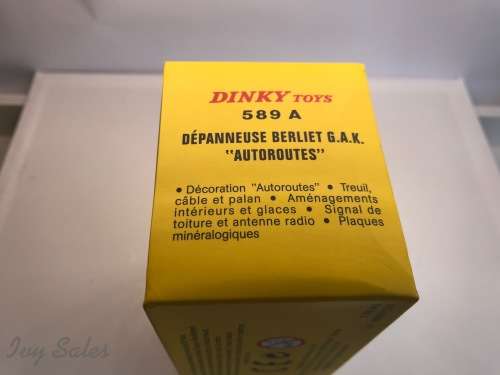 DINKY TOYS
589 A
DÉPANNEUSE BERLIET G.A.K.
"AUTOROUTES"
• Décoration "Autoroutes" • Treuil,
câble et palan • Aménagements
intérieurs et glaces • Signal de
toiture et antenne radio • Plaques
minéralogiques
Ivy Sales